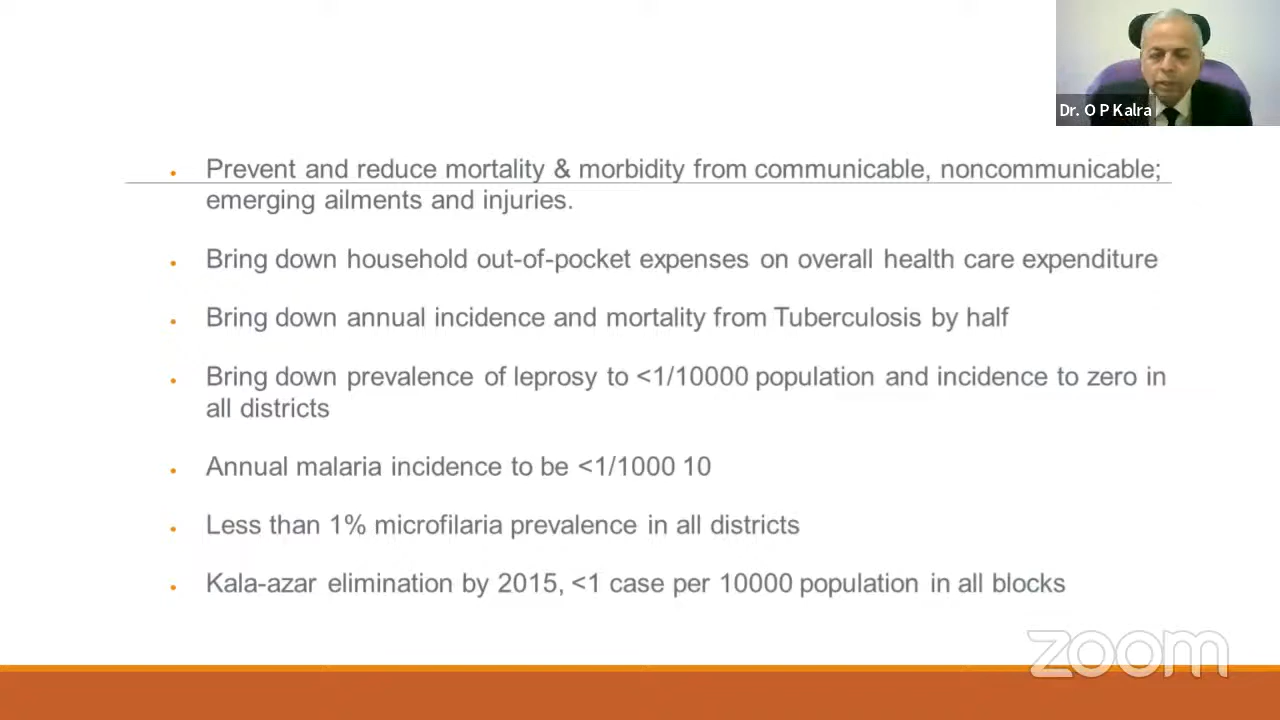 Dr. O P Kalra
• Prevent and reduce mortality & morbidity from communicable, noncommunicable;
emerging ailments and injuries.
• Bring down household out-of-pocket expenses on overall health care expenditure
• Bring down annual incidence and mortality from Tuberculosis by half
• Bring down prevalence of leprosy to <1/10000 population and incidence to zero in
all districts
• Annual malaria incidence to be <1/1000 10
• Less than 1% microfilaria prevalence in all districts
• Kala-azar elimination by 2015, <1 case per 10000 population in all blocks
zoom